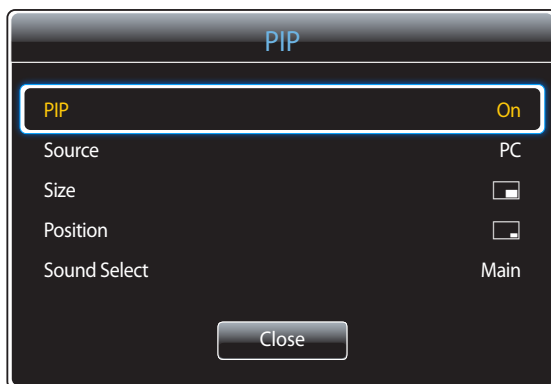 PIP
PIP On
Source PC
Size
Position
Sound Select Main
Close